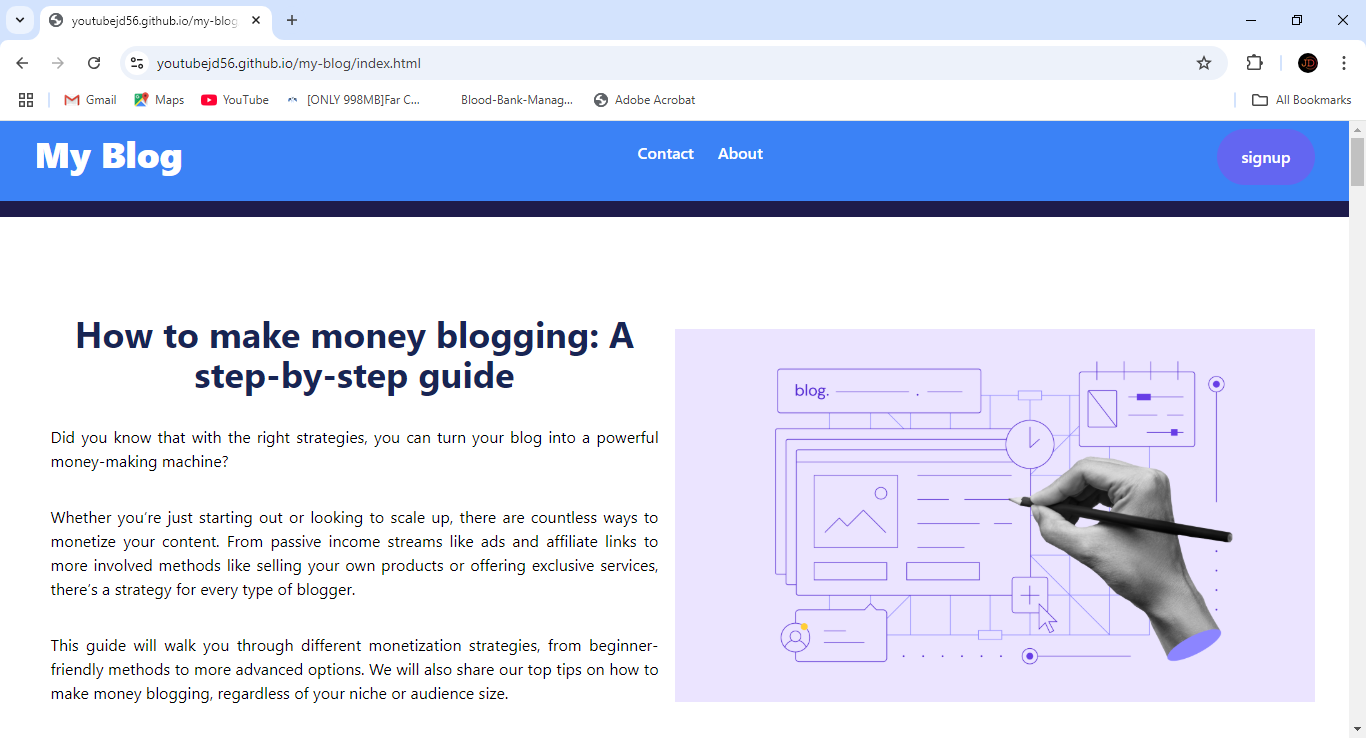 youtubejd56.github.io/my-blog
youtubejd56.github.io/my-blog/index.html
JD
Gmail
Maps
YouTube
[ONLY 998MB]Far C...
Blood-Bank-Manag...
Adobe Acrobat
All Bookmarks
My Blog
Contact
About
signup
How to make money blogging: A
step-by-step guide
Did you know that with the right strategies, you can turn your blog into a powerful
money-making machine?
Whether you’re just starting out or looking to scale up, there are countless ways to
monetize your content. From passive income streams like ads and affiliate links to
more involved methods like selling your own products or offering exclusive services,
there’s a strategy for every type of blogger.
This guide will walk you through different monetization strategies, from beginner-
friendly methods to more advanced options. We will also share our top tips on how to
make money blogging, regardless of your niche or audience size.
blog.